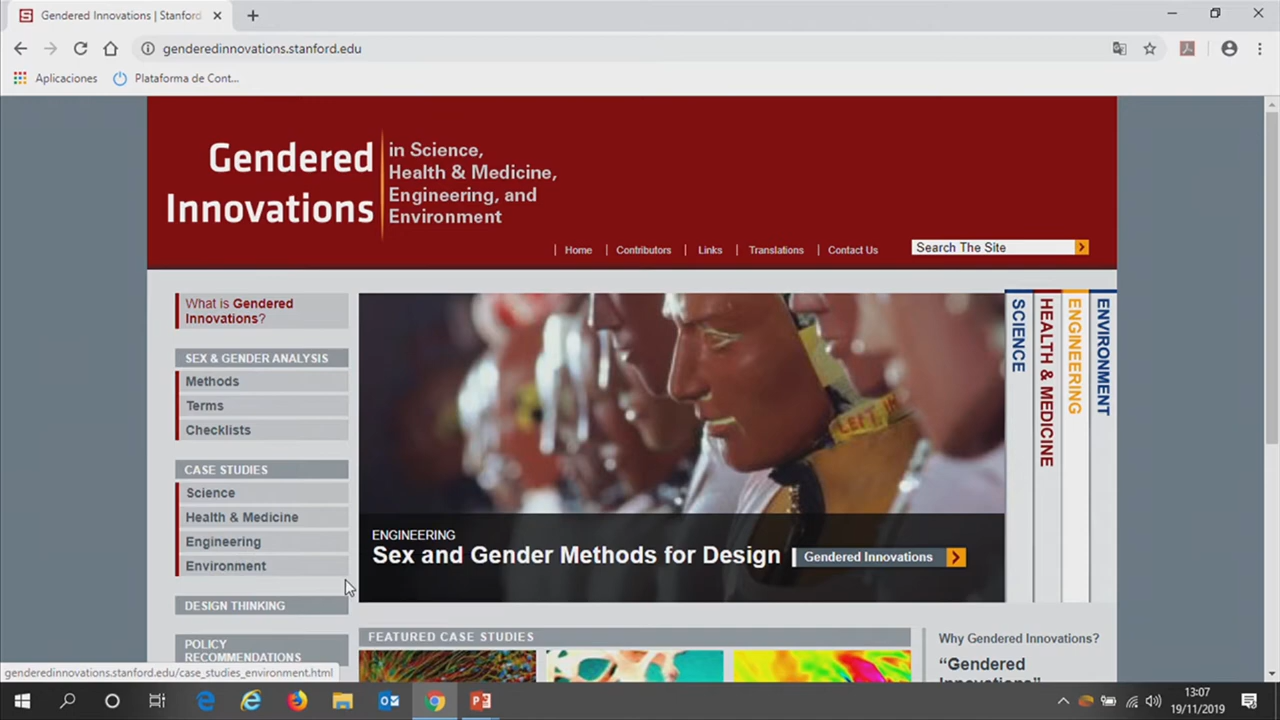 Gendered Innovations | Stanford
genderedinnovations.stanford.edu
Aplicaciones
Plataforma de Cont...
Gendered
Innovations
in Science,
Health & Medicine,
Engineering, and
Environment
| Home | Contributors | Links | Translations | Contact Us
Search The Site
What is Gendered
Innovations?
SEX & GENDER ANALYSIS
Methods
Terms
Checklists
CASE STUDIES
Science
Health & Medicine
Engineering
Environment
DESIGN THINKING
POLICY
RECOMMENDATIONS
LEFT
ENGINEERING
Sex and Gender Methods for Design
Gendered Innovations
SCIENCE
HEALTH & MEDICINE
ENGINEERING
ENVIRONMENT
FEATURED CASE STUDIES
Why Gendered Innovations?
“Gendered
Innovations”
genderedinnovations.stanford.edu/case_studies_environment.html
13:07
19/11/2019